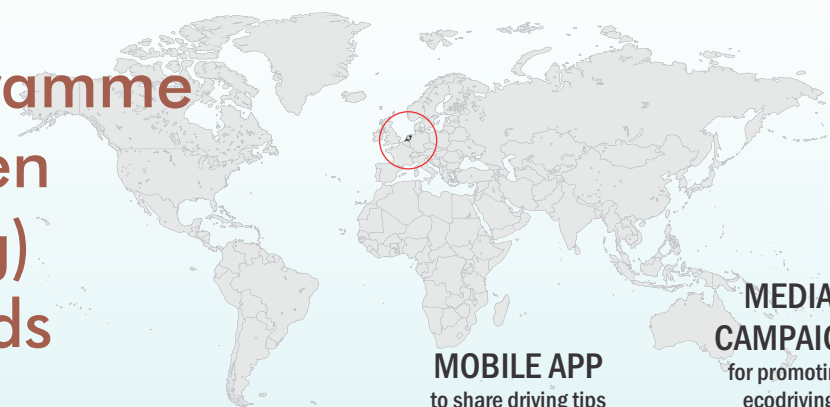 amme
en
g)
ds
MEDIA
CAMPAIG
for promotin
ecodriving
MOBILE APP
to share driving tips